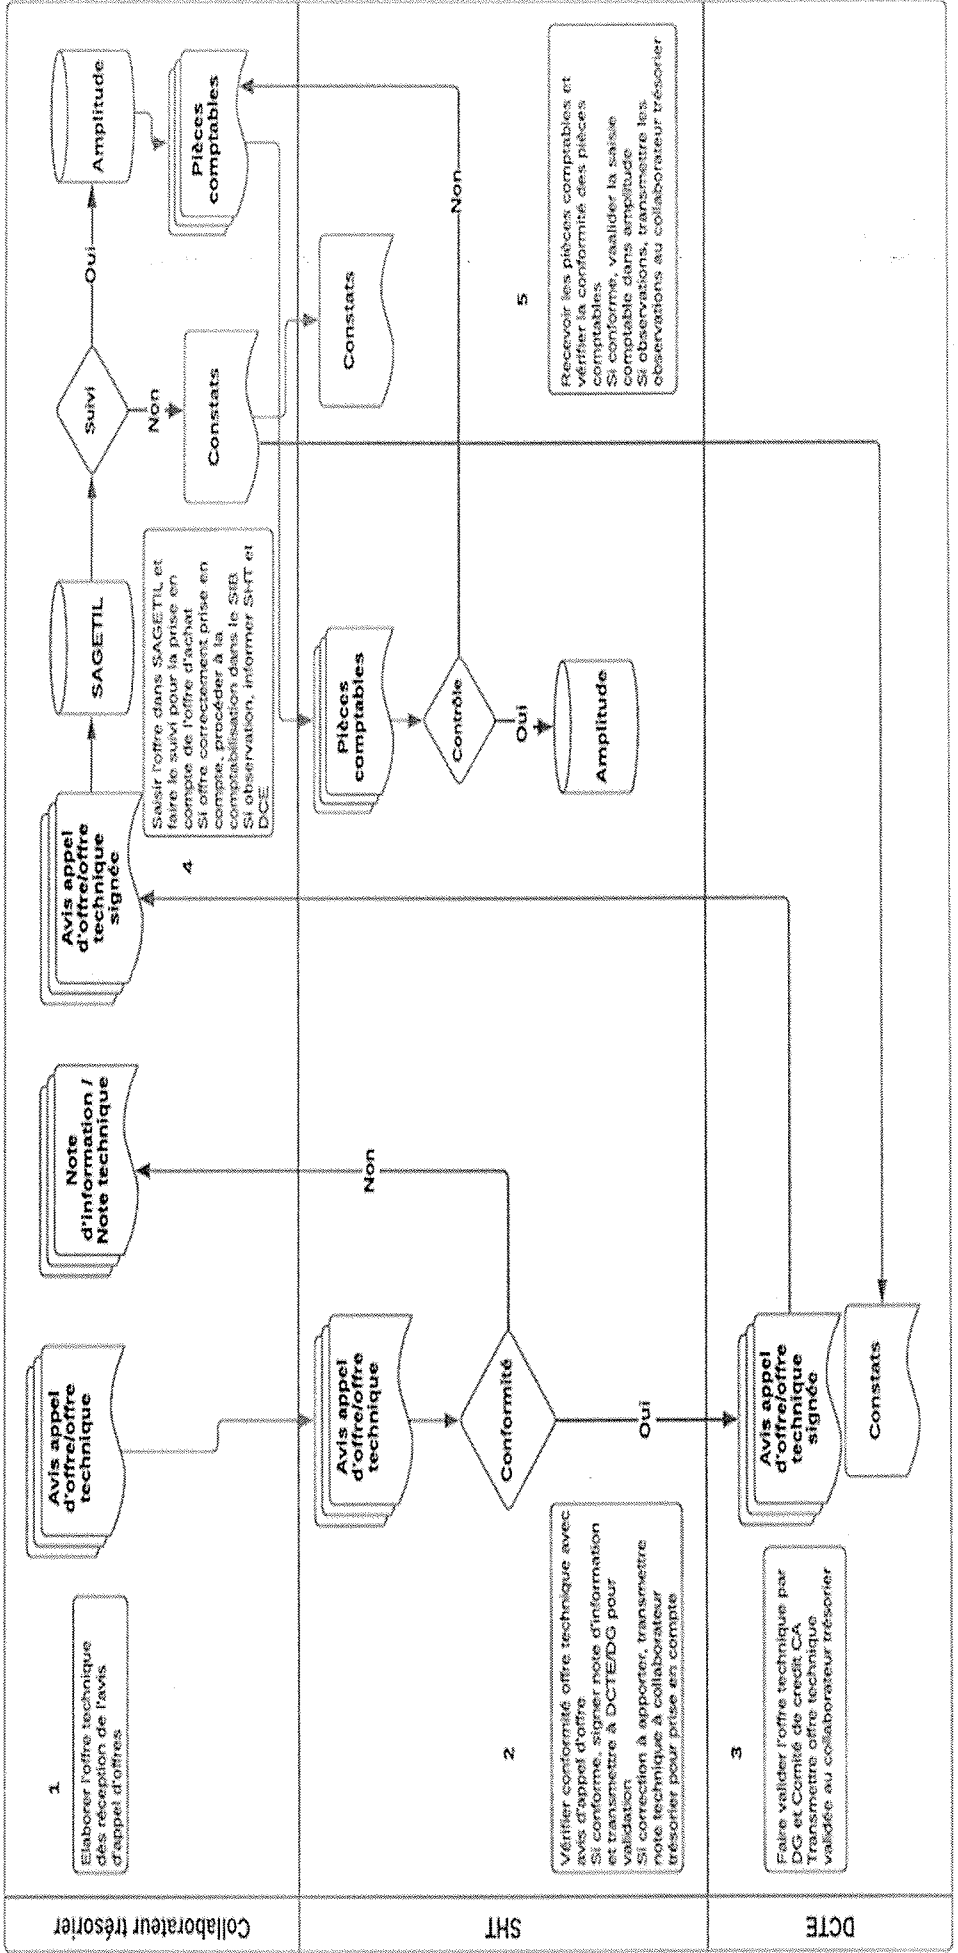 Collaborateur trésorier
1
Elaborer l'offre technique
dès réception de l'avis
d'appel d'offres
Avis appel
d'offre/offre
technique
Note
d'information /
Note technique
Avis appel
d'offre/offre
technique
signée
4
Saisir l'offre dans SAGETIL et
faire le suivi pour la prise en
compte de l'offre d'achat
Si offre correctement prise en
compte, procéder à la
comptabilisation dans le SIB
Si observation, informer SHT et
DCE
SAGETIL
Suivi
Oui
Non
Constats
Amplitude
Pièces
comptables
SHT
2
Vérifier conformité offre technique avec
avis d'appel d'offre
Si conforme, signer note d'information
et transmettre à DCTE/DG pour
validation
Si correction à apporter, transmettre
note technique à collaborateur
trésorier pour prise en compte
Avis appel
d'offre/offre
technique
Conformité
Non
Oui
Pièces
comptables
Contrôle
Oui
Amplitude
Non
Constats
5
Recevoir les pièces comptables et
vérifier la conformité des pièces
comptables
Si conforme, vaalider la saisie
comptable dans amplitude
Si observations, transmettre les
observations au collaborateur trésorier
DCTE
3
Faire valider l'offre technique par
DG et Comité de credit CA
Transmettre offre technique
validée au collaborateur trésorier
Avis appel
d'offre/offre
technique
signée
Constats